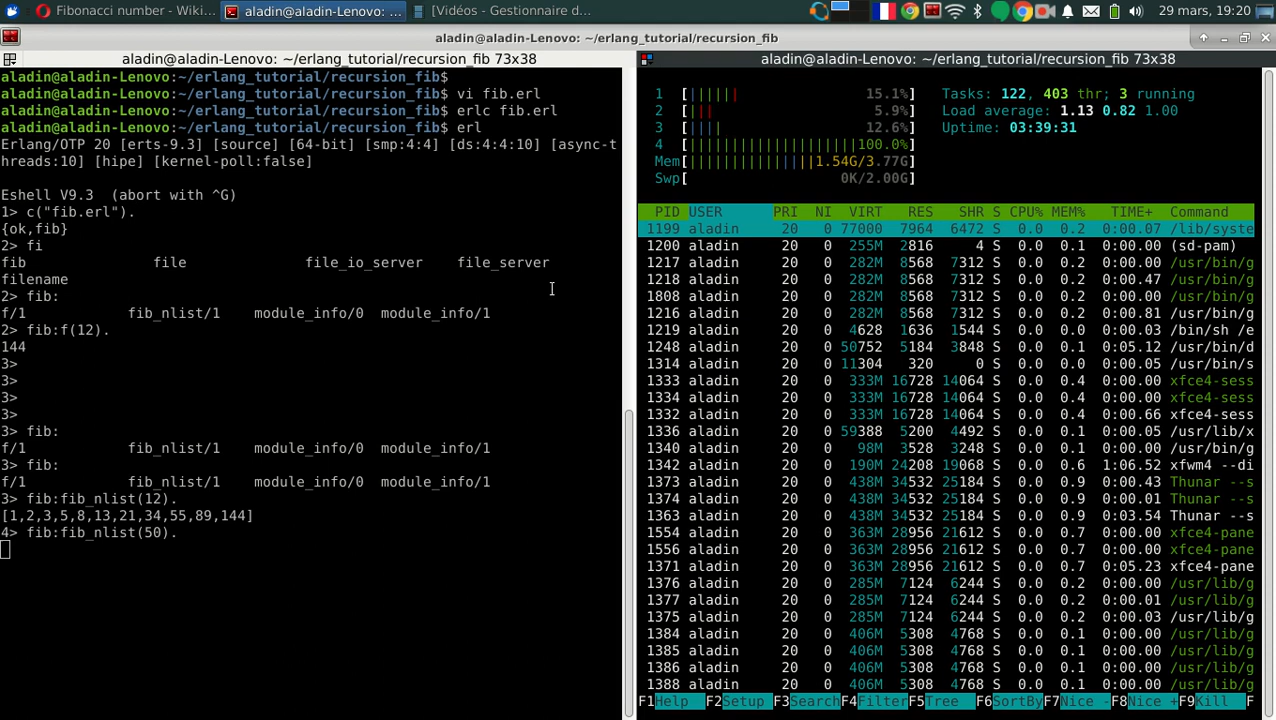 Fibonacci number - Wiki...
aladin@aladin-Lenovo: ...
[Vidéos - Gestionnaire d...
29 mars, 19:20
aladin@aladin-Lenovo: ~/erlang_tutorial/recursion_fib
aladin@aladin-Lenovo: ~/erlang_tutorial/recursion_fib 73x38
aladin@aladin-Lenovo:~/erlang_tutorial/recursion_fib$
aladin@aladin-Lenovo:~/erlang_tutorial/recursion_fib$ vi fib.erl
aladin@aladin-Lenovo:~/erlang_tutorial/recursion_fib$ erlc fib.erl
aladin@aladin-Lenovo:~/erlang_tutorial/recursion_fib$ erl
Erlang/OTP 20 [erts-9.3] [source] [64-bit] [smp:4:4] [ds:4:4:10] [async-t
hreads:10] [hipe] [kernel-poll:false]
Eshell V9.3  (abort with ^G)
1> c("fib.erl").
{ok,fib}
2> fi
fib file file_io_server file_server
filename
2> fib:
f/1 fib_nlist/1 module_info/0 module_info/1
2> fib:f(12).
144
3>
3>
3>
3>
3> fib:
f/1 fib_nlist/1 module_info/0 module_info/1
3> fib:
f/1 fib_nlist/1 module_info/0 module_info/1
3> fib:fib_nlist(12).
[1,2,3,5,8,13,21,34,55,89,144]
4> fib:fib_nlist(50).
aladin@aladin-Lenovo: ~/erlang_tutorial/recursion_fib 73x38
1 [|||||| 15.1%] Tasks: 122, 403 thr; 3 running
2 [||| 5.9%] Load average: 1.13 0.82 1.00
3 [|||| 12.6%] Uptime: 03:39:31
4 [||||||||||||||||||||100.0%]
Mem[|||||||||||||||1.54G/3.77G]
Swp[ 0K/2.00G]
PID USER PRI NI VIRT RES SHR S CPU% MEM% TIME+ Command
1199 aladin 20 0 77000 7964 6472 S 0.0 0.2 0:00.07 /lib/syste
1200 aladin 20 0 255M 2816 4 S 0.0 0.1 0:00.00 (sd-pam)
1217 aladin 20 0 282M 8568 7312 S 0.0 0.2 0:00.00 /usr/bin/g
1218 aladin 20 0 282M 8568 7312 S 0.0 0.2 0:00.47 /usr/bin/g
1808 aladin 20 0 282M 8568 7312 S 0.0 0.2 0:00.00 /usr/bin/g
1216 aladin 20 0 282M 8568 7312 S 0.0 0.2 0:00.81 /usr/bin/g
1219 aladin 20 0 4628 1636 1544 S 0.0 0.0 0:00.03 /bin/sh /e
1248 aladin 20 0 50752 5184 3848 S 0.0 0.1 0:05.12 /usr/bin/d
1314 aladin 20 0 11304 320 0 S 0.0 0.0 0:00.05 /usr/bin/s
1333 aladin 20 0 333M 16728 14064 S 0.0 0.4 0:00.00 xfce4-sess
1334 aladin 20 0 333M 16728 14064 S 0.0 0.4 0:00.00 xfce4-sess
1332 aladin 20 0 333M 16728 14064 S 0.0 0.4 0:00.66 xfce4-sess
1336 aladin 20 0 59388 5200 4492 S 0.0 0.1 0:00.05 /usr/lib/x
1340 aladin 20 0 98M 3528 3248 S 0.0 0.1 0:00.00 /usr/bin/g
1342 aladin 20 0 190M 24208 19068 S 0.0 0.6 1:06.52 xfwm4 --di
1373 aladin 20 0 438M 34532 25184 S 0.0 0.9 0:00.43 Thunar --s
1374 aladin 20 0 438M 34532 25184 S 0.0 0.9 0:00.01 Thunar --s
1363 aladin 20 0 438M 34532 25184 S 0.0 0.9 0:03.54 Thunar --s
1554 aladin 20 0 363M 28956 21612 S 0.0 0.7 0:00.00 xfce4-pane
1556 aladin 20 0 363M 28956 21612 S 0.0 0.7 0:00.00 xfce4-pane
1366 aladin 20 0 363M 28956 21612 S 0.0 0.7 0:05.23 xfce4-pane
1376 aladin 20 0 285M 7124 6244 S 0.0 0.2 0:00.00 /usr/lib/g
1377 aladin 20 0 285M 7124 6244 S 0.0 0.2 0:00.01 /usr/lib/g
1375 aladin 20 0 285M 7124 6244 S 0.0 0.2 0:00.03 /usr/lib/g
1384 aladin 20 0 406M 5308 4768 S 0.0 0.1 0:00.00 /usr/lib/g
1385 aladin 20 0 406M 5308 4768 S 0.0 0.1 0:00.00 /usr/lib/g
1386 aladin 20 0 406M 5308 4768 S 0.0 0.1 0:00.00 /usr/lib/g
1388 aladin 20 0 406M 5308 4768 S 0.0 0.1 0:00.00 /usr/lib/g
F1Help F2Setup F3SearchF4FilterF5Tree F6SortByF7Nice -F8Nice +F9Kill F